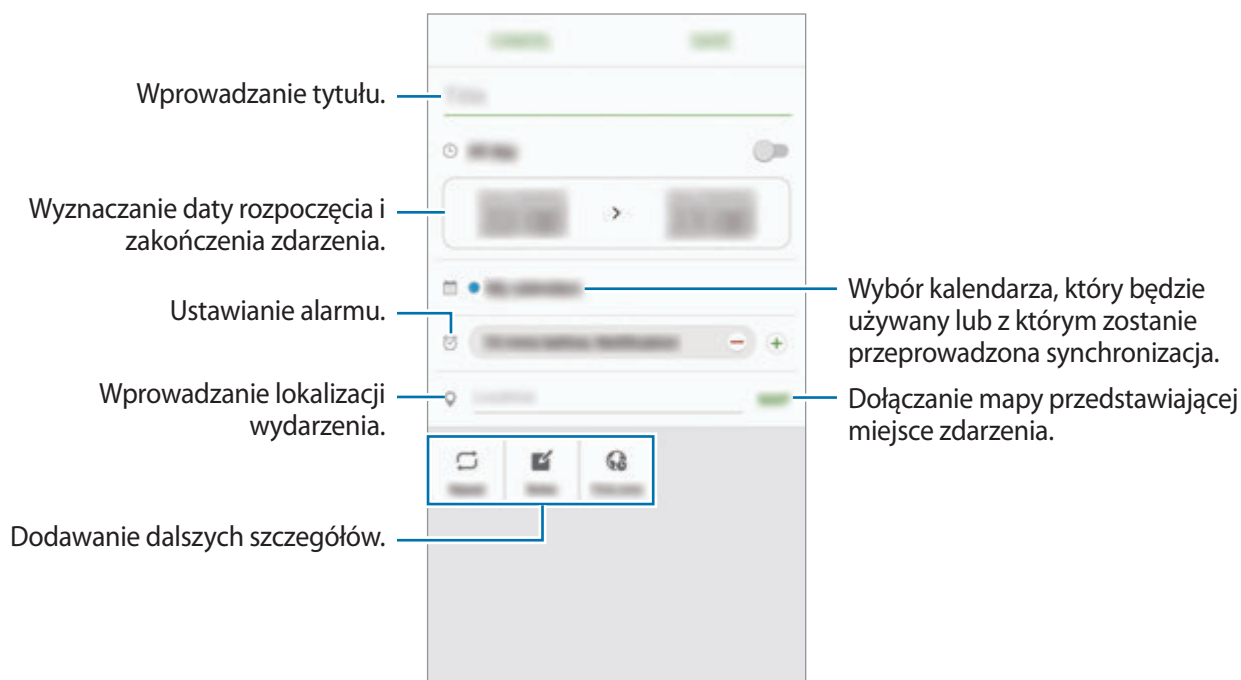 Wprowadzanie tytułu.
Wyznaczanie daty rozpoczęcia i
zakończenia zdarzenia.
Ustawianie alarmu.
Wprowadzanie lokalizacji
wydarzenia.
Dodawanie dalszych szczegółów.
Wybór kalendarza, który będzie
używany lub z którym zostanie
przeprowadzona synchronizacja.
Dołączanie mapy przedstawiającej
miejsce zdarzenia.